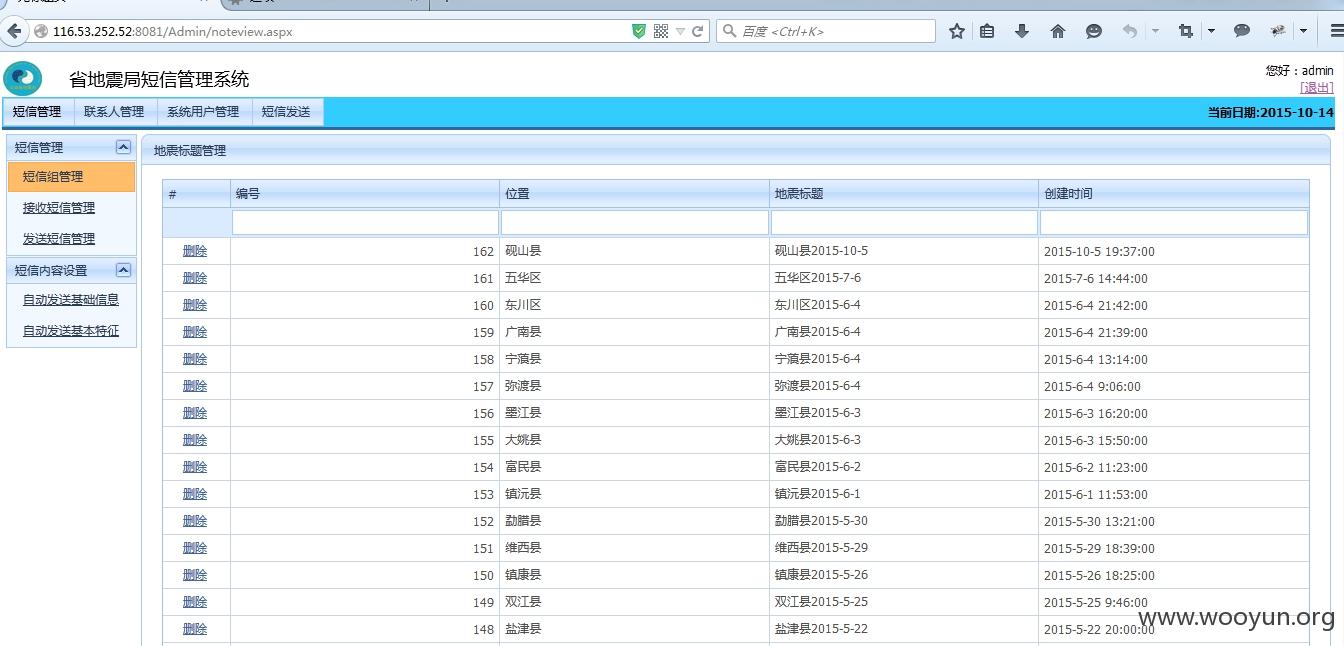 116.53.252.52:8081/Admin/noteview.aspx
百度 <Ctrl+K>
省地震局短信管理系统
您好：admin
[退出]
短信管理 联系人管理 系统用户管理 短信发送
当前日期:2015-10-14
短信管理
短信组管理
接收短信管理
发送短信管理
短信内容设置
自动发送基础信息
自动发送基本特征
地震标题管理
# 编号 位置 地震标题 创建时间
删除 162 砚山县 砚山县2015-10-5 2015-10-5 19:37:00
删除 161 五华区 五华区2015-7-6 2015-7-6 14:44:00
删除 160 东川区 东川区2015-6-4 2015-6-4 21:42:00
删除 159 广南县 广南县2015-6-4 2015-6-4 21:39:00
删除 158 宁蒗县 宁蒗县2015-6-4 2015-6-4 13:14:00
删除 157 弥渡县 弥渡县2015-6-4 2015-6-4 9:06:00
删除 156 墨江县 墨江县2015-6-3 2015-6-3 16:20:00
删除 155 大姚县 大姚县2015-6-3 2015-6-3 15:50:00
删除 154 富民县 富民县2015-6-2 2015-6-2 11:23:00
删除 153 镇沅县 镇沅县2015-6-1 2015-6-1 11:53:00
删除 152 勐腊县 勐腊县2015-5-30 2015-5-30 13:21:00
删除 151 维西县 维西县2015-5-29 2015-5-29 18:39:00
删除 150 镇康县 镇康县2015-5-26 2015-5-26 18:25:00
删除 149 双江县 双江县2015-5-25 2015-5-25 9:46:00
删除 148 盐津县 盐津县2015-5-22 2015-5-22 20:00:00
www.wooyun.org